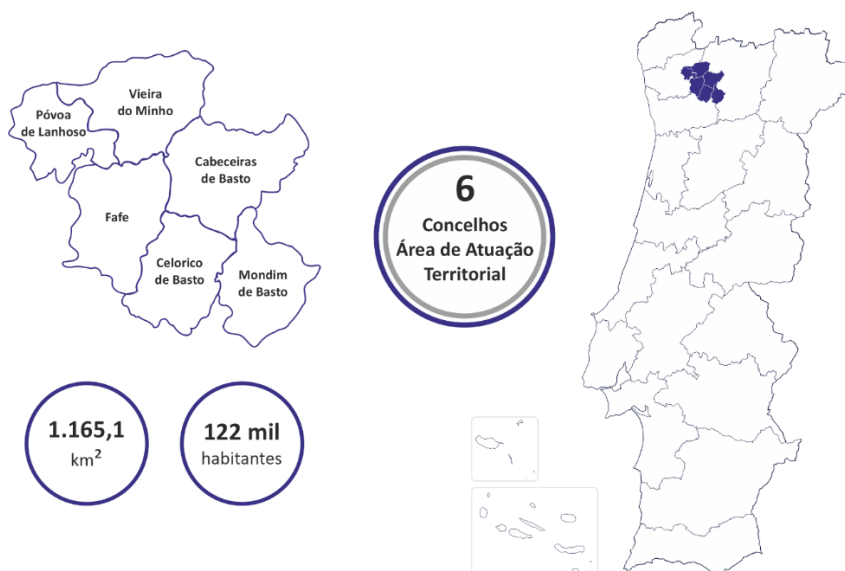 Vieira
do Minho
Póvoa
de Lanhoso
Cabeceiras
de Basto
Fafe
Celorico
de Basto
Mondim
de Basto
6
Concelhos
Área de Atuação
Territorial
1.165,1
km²
122 mil
habitantes